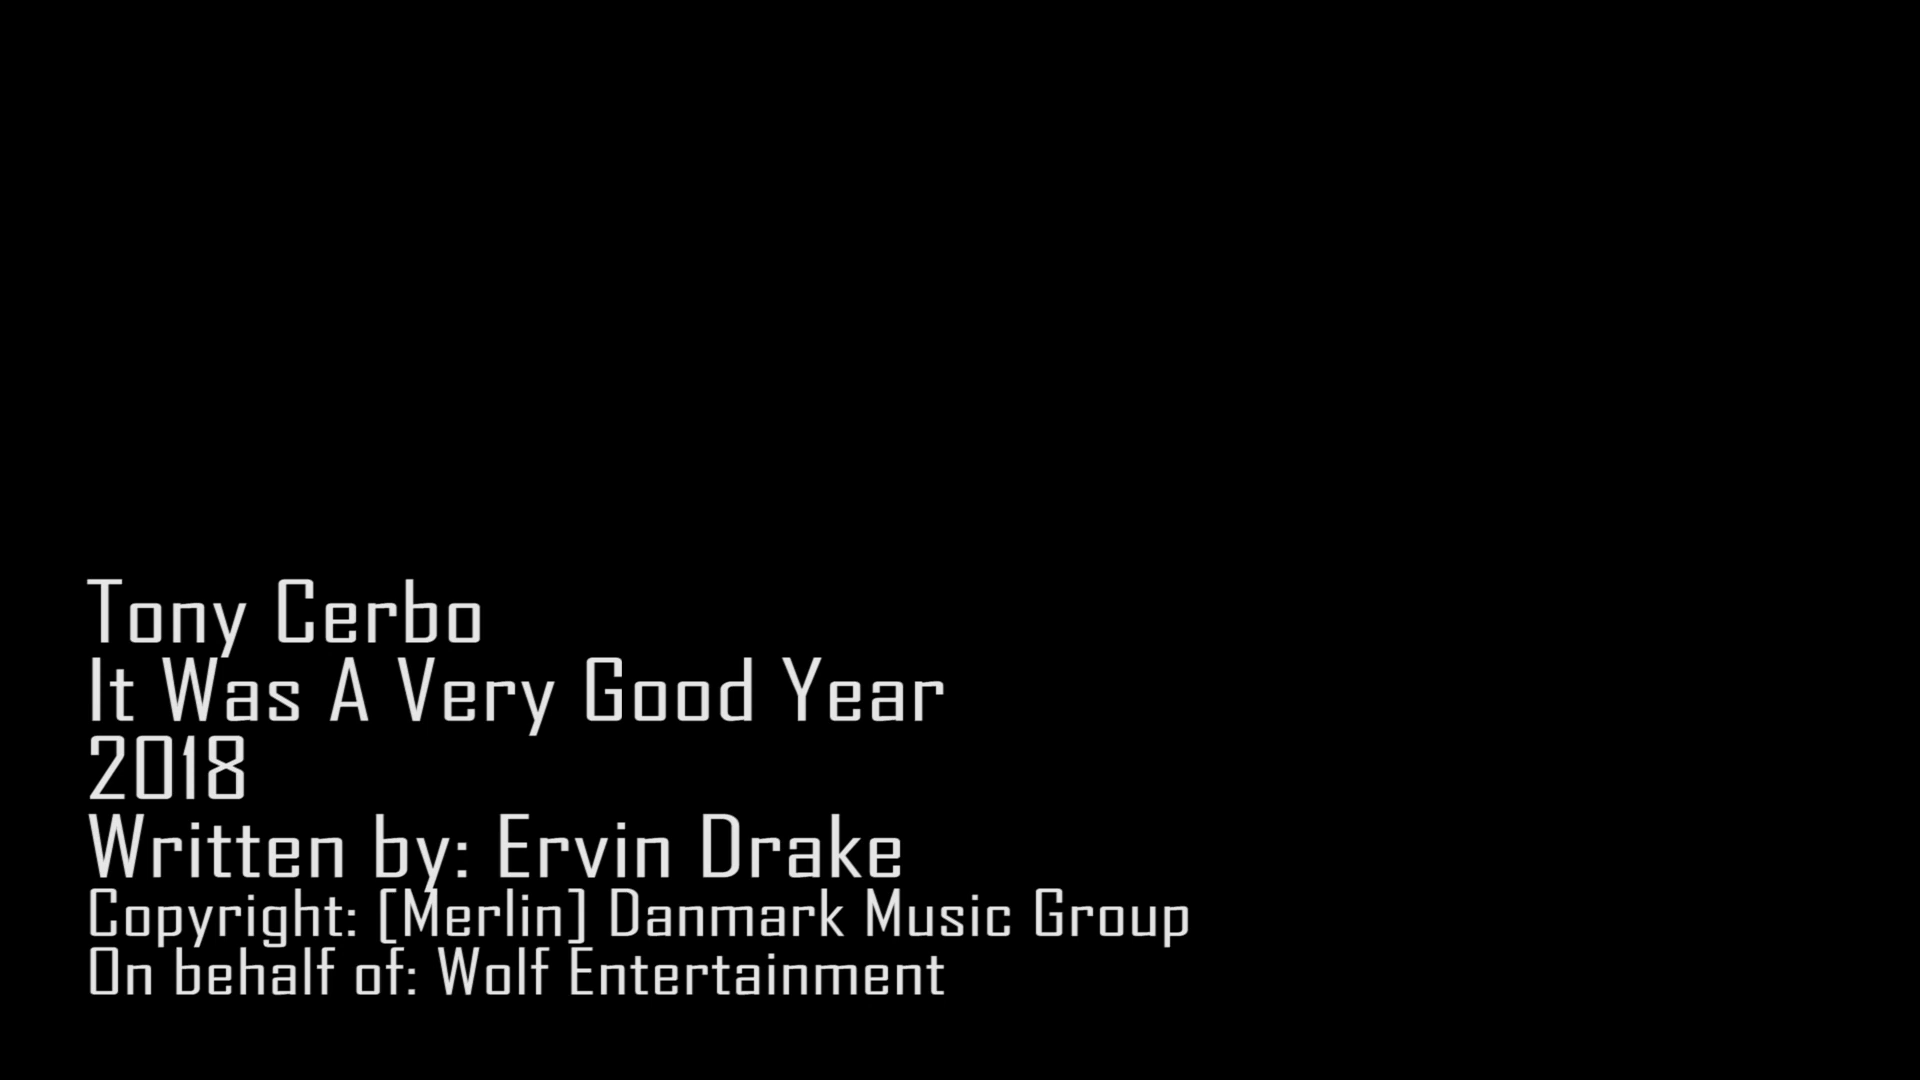 Tony Cerbo
It Was A Very Good Year
2018
Written by: Ervin Drake
Copyright: [Merlin] Danmark Music Group
On behalf of: Wolf Entertainment